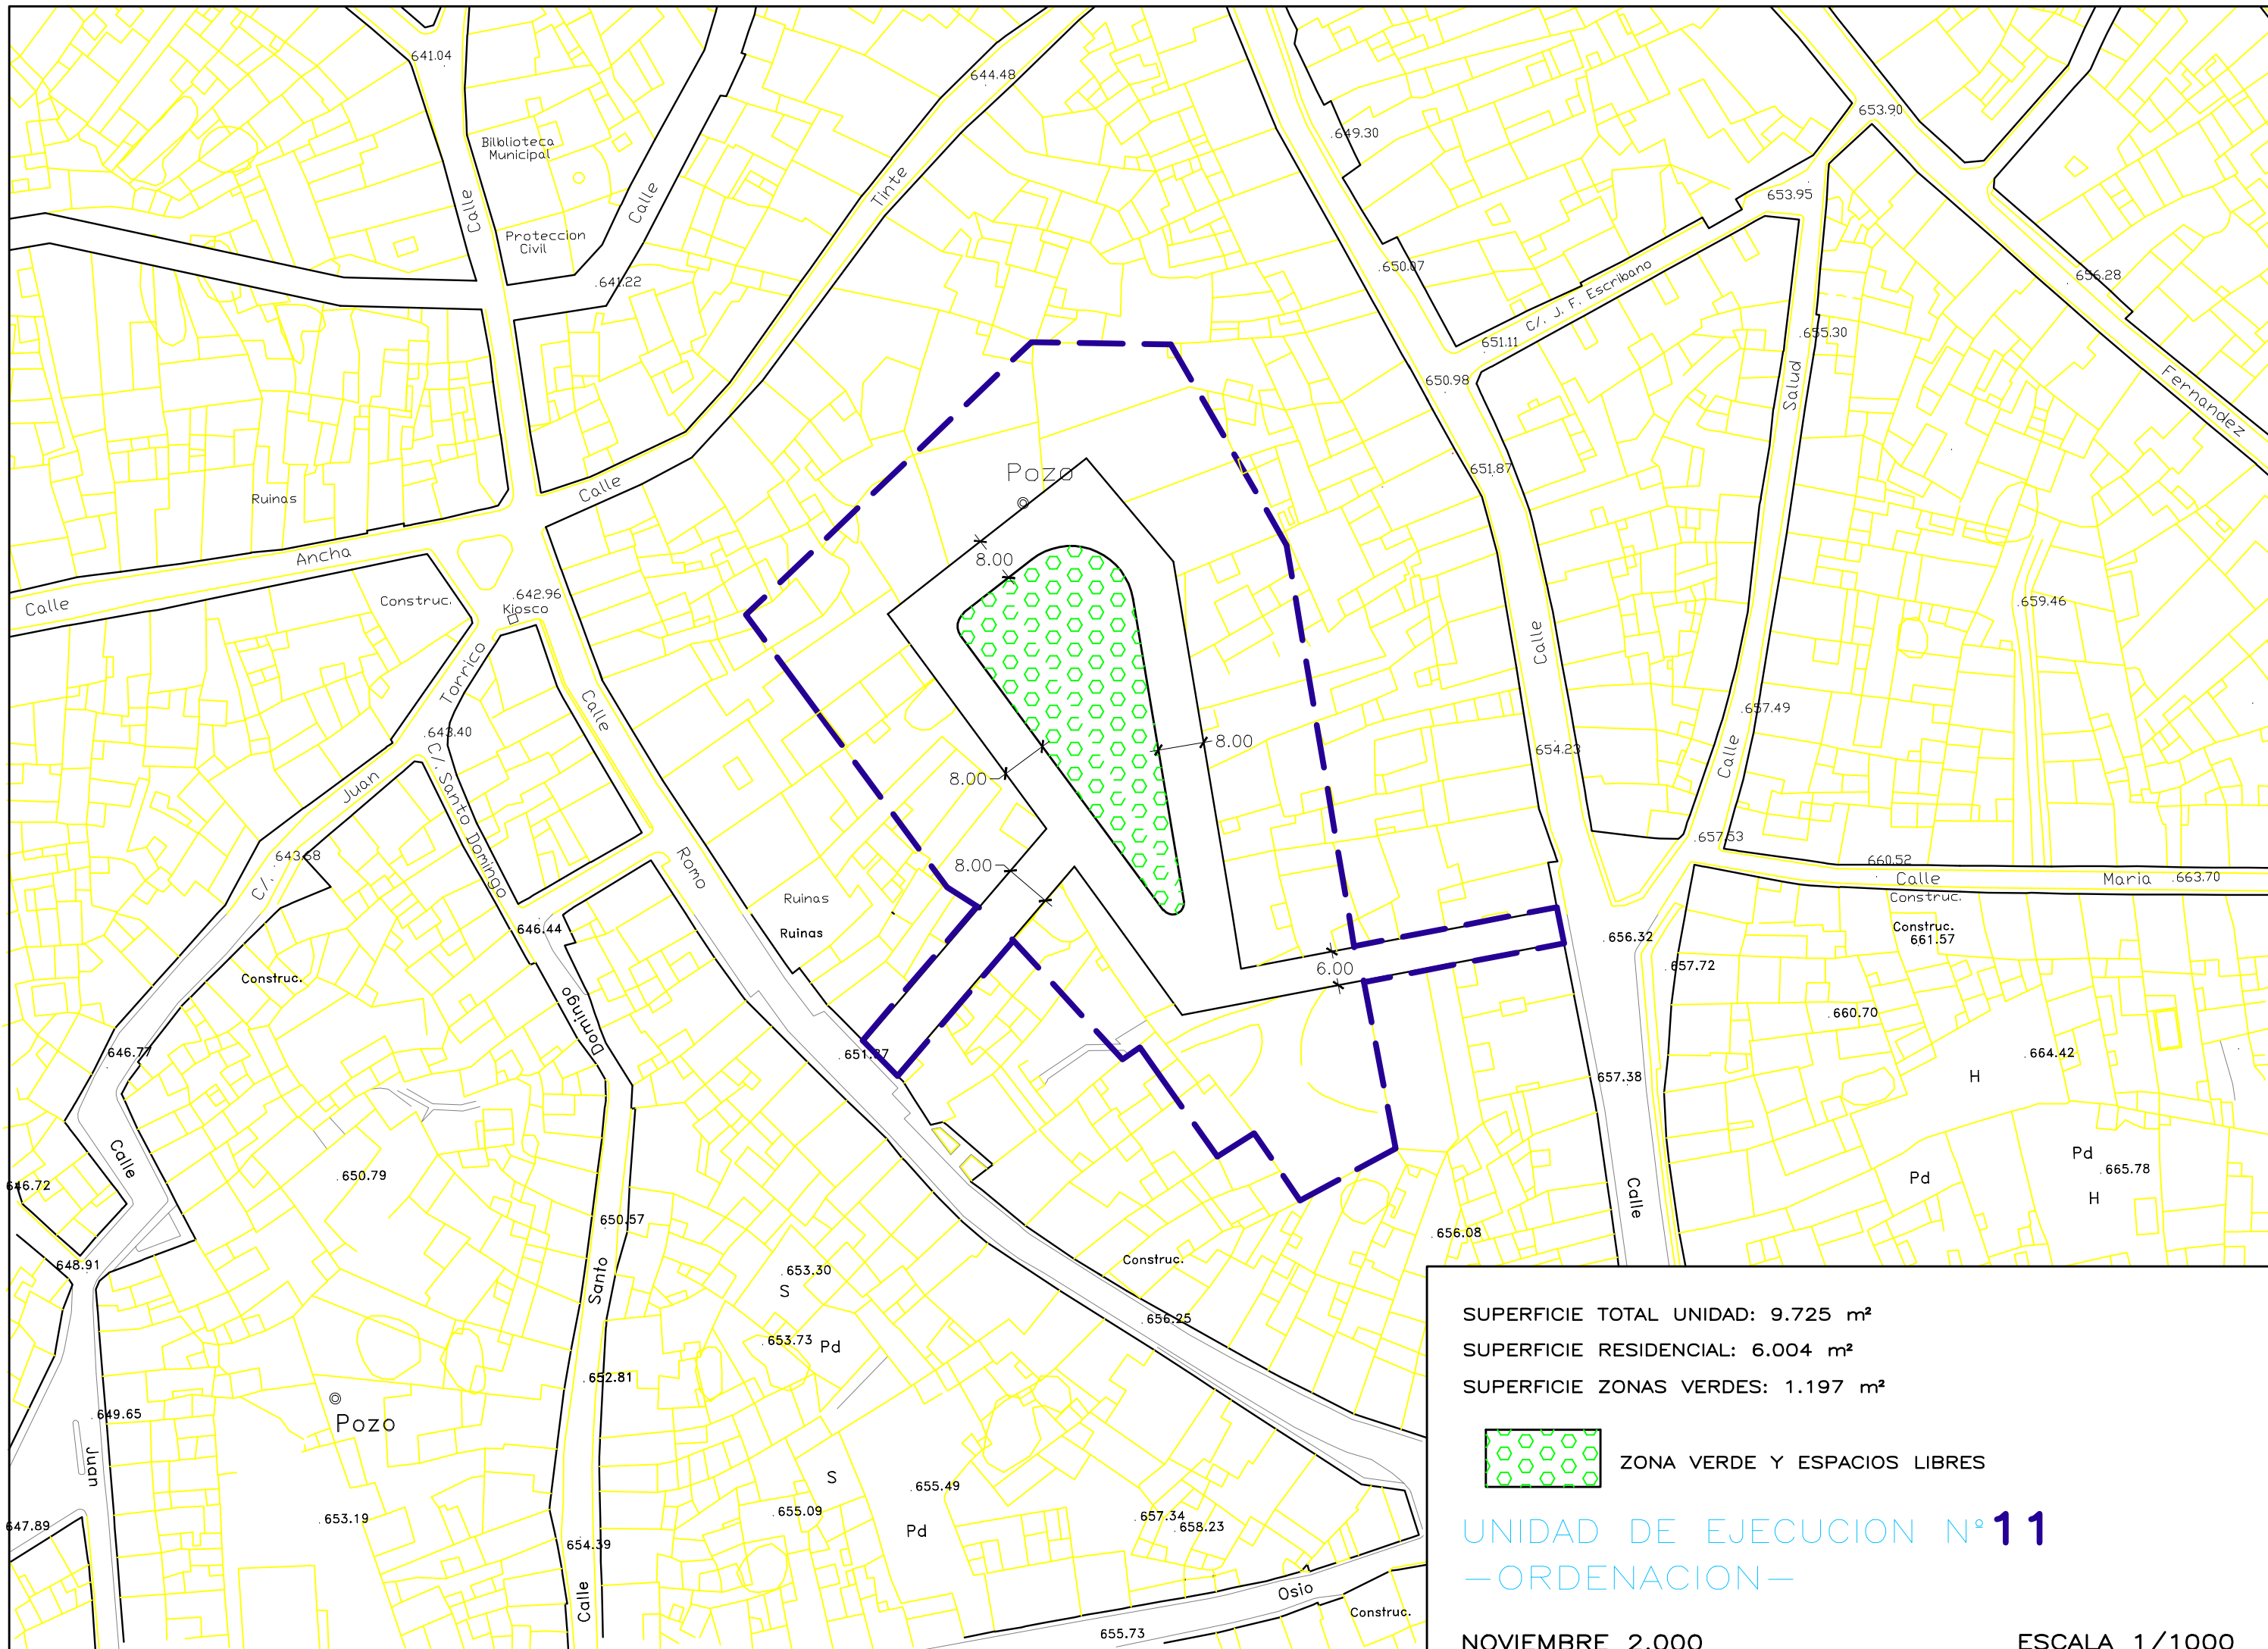 641.04
644.48
Bilblioteca
Municipal
Calle
Calle
Tinte
.649.30
653.90
653.95
Proteccion
Civil
.641.22
.650.07
C/. J. F. Escribano
656.28
651.11
.655.30
650.98
Salud
Fernandez
Pozo
651.87
Calle
Ruinas
8.00
Ancha
Calle
Construc.
.642.96
Kiosco
.659.46
Torrico
Calle
Calle
.657.49
.643.40
8.00
8.00
654.23
Calle
Juan
C/. Santo Domingo
.657.53
.643.68
C/.
Romo
8.00
660.52
Calle
Maria
.663.70
Construc.
Construc.
661.57
Ruinas
Ruinas
646.44
.656.32
6.00
.657.72
Construc.
Domingo
.660.70
646.77
.651.87
.664.42
H
657.38
Calle
Pd
.665.78
Pd
H
Calle
646.72
.650.79
650.57
.656.08
648.91
Santo
.653.30
S
Construc.
.656.25
.653.73
Pd
652.81
.649.65
Pozo
Juan
S
.655.49
.655.09
.657.34
.658.23
Pd
647.89
.653.19
654.39
Calle
Osio
Construc.
655.73
SUPERFICIE TOTAL UNIDAD: 9.725 m²
SUPERFICIE RESIDENCIAL: 6.004 m²
SUPERFICIE ZONAS VERDES: 1.197 m²
ZONA VERDE Y ESPACIOS LIBRES
UNIDAD DE EJECUCION Nº 11
—ORDENACION—
NOVIEMBRE 2.000
ESCALA 1/1000